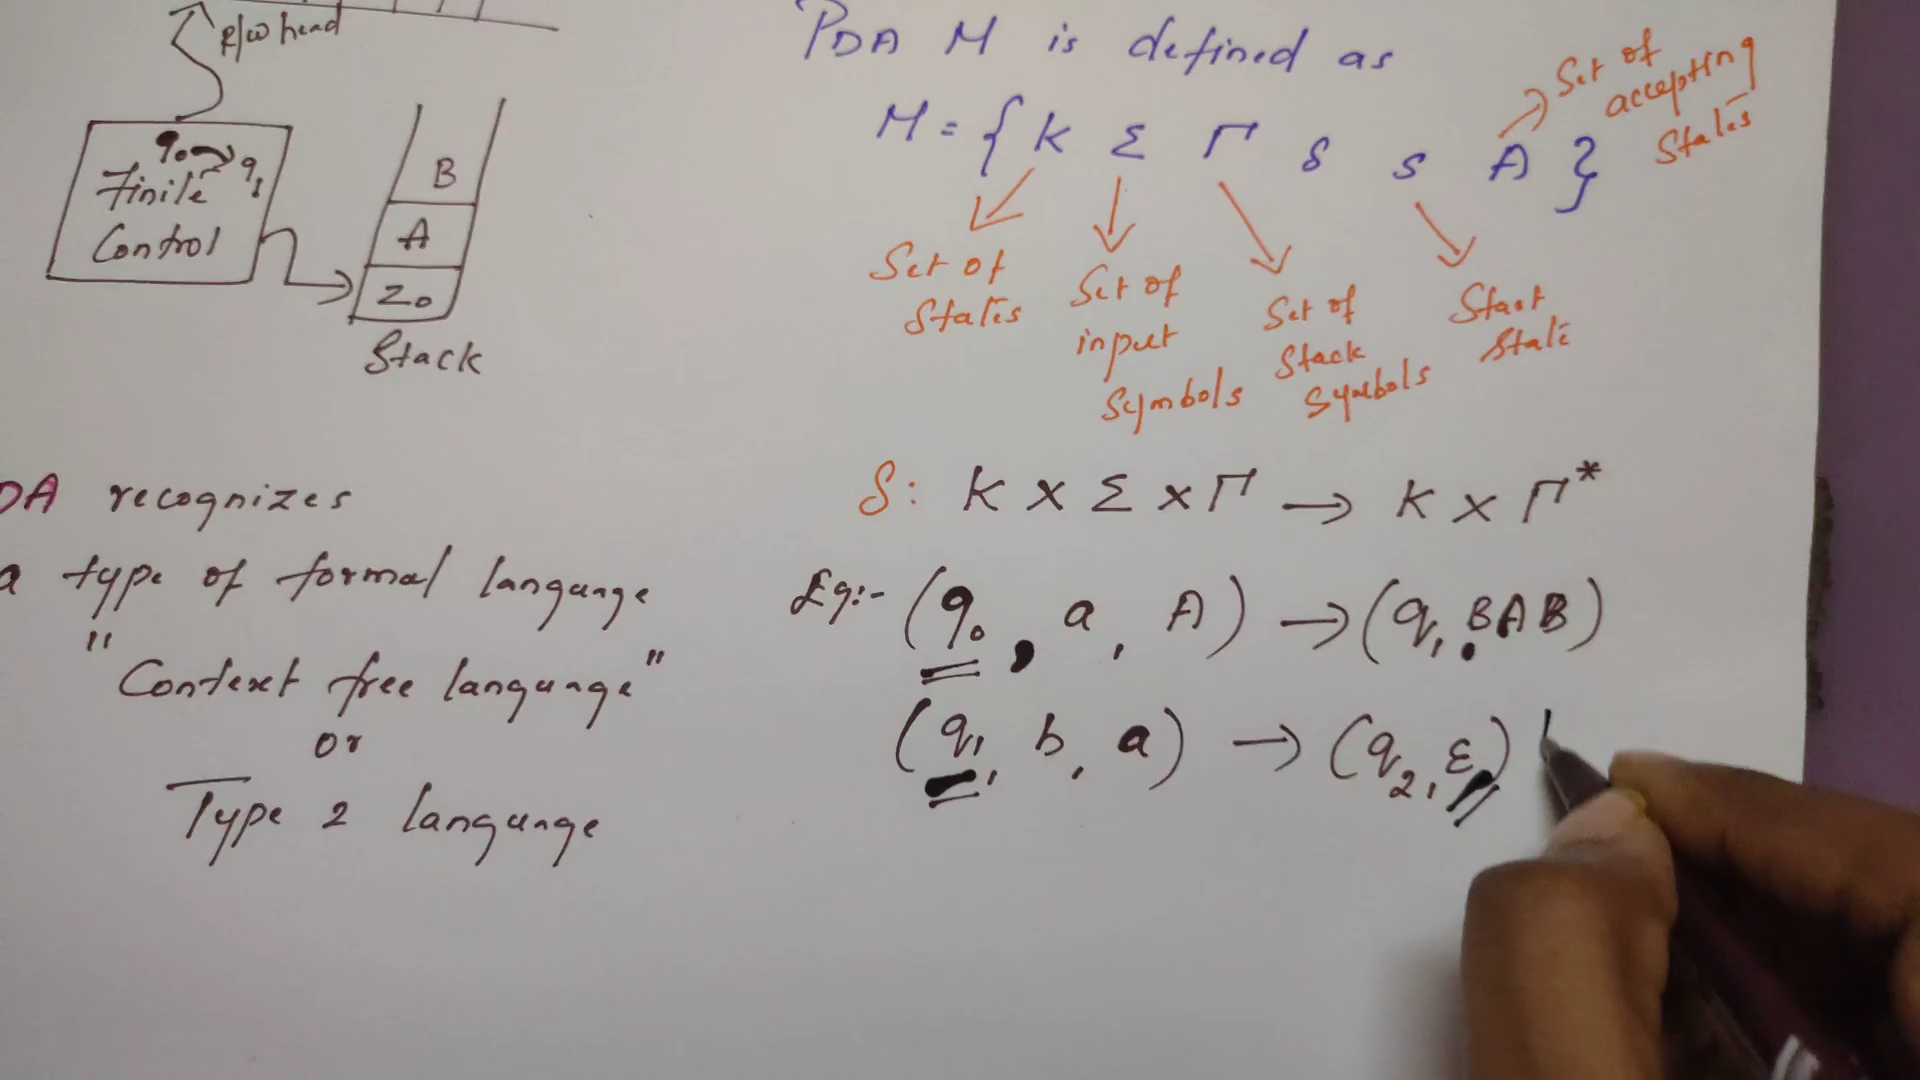 R/W head
q₀ → q₁
Finite
Control
B
A
Z₀
Stack
DA recognizes
a type of formal language
"Context free language"
or
Type 2 language
PDA M is defined as
M = { K Σ Γ δ S A }
Set of
accepting
States
Set of
States
Set of
input
Symbols
Set of
Stack
Symbols
Start
State
δ: K × Σ × Γ → K × Γ*
Eg:- (q₀, a, A) → (q₁, BAB)
(q₁, b, a) → (q₂, ε)